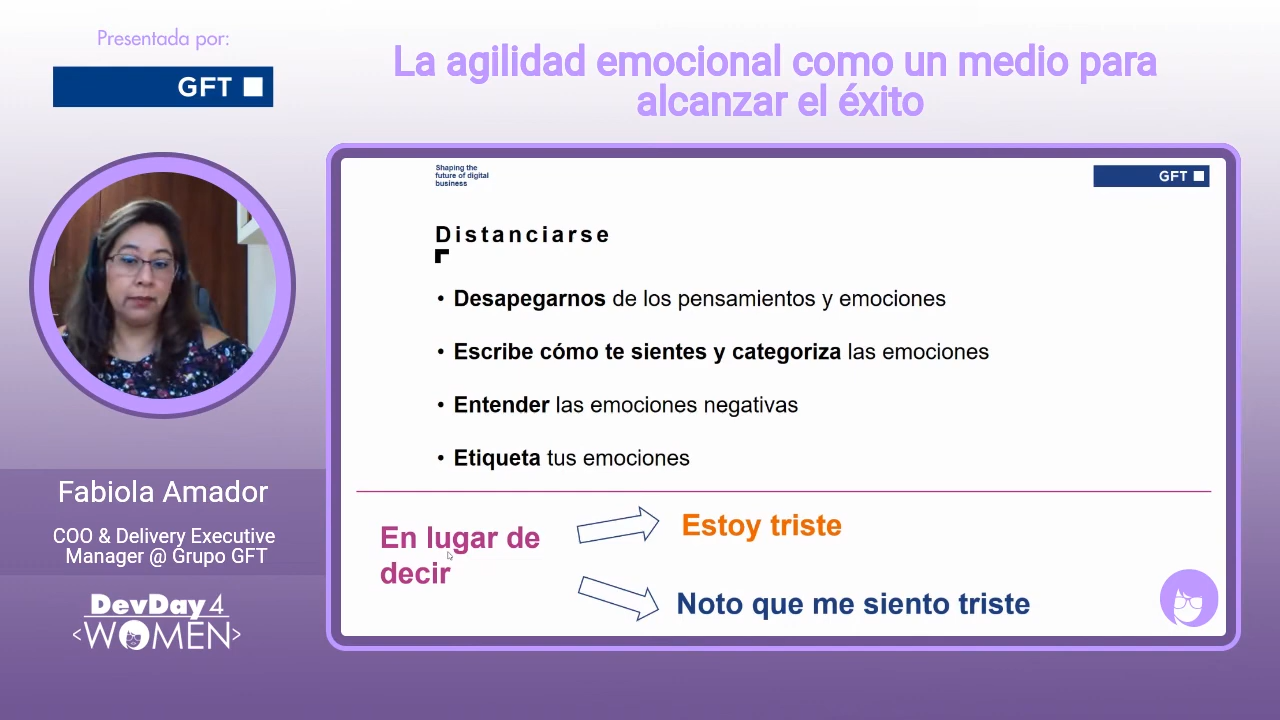 Presentada por:
GFT
La agilidad emocional como un medio para
alcanzar el éxito
Shaping the
future of digital
business
GFT
Distanciarse
• Desapegarnos de los pensamientos y emociones
• Escribe cómo te sientes y categoriza las emociones
• Entender las emociones negativas
• Etiqueta tus emociones
En lugar de
decir
Estoy triste
Noto que me siento triste
Fabiola Amador
COO & Delivery Executive
Manager @ Grupo GFT
DevDay 4
<WOMEN>